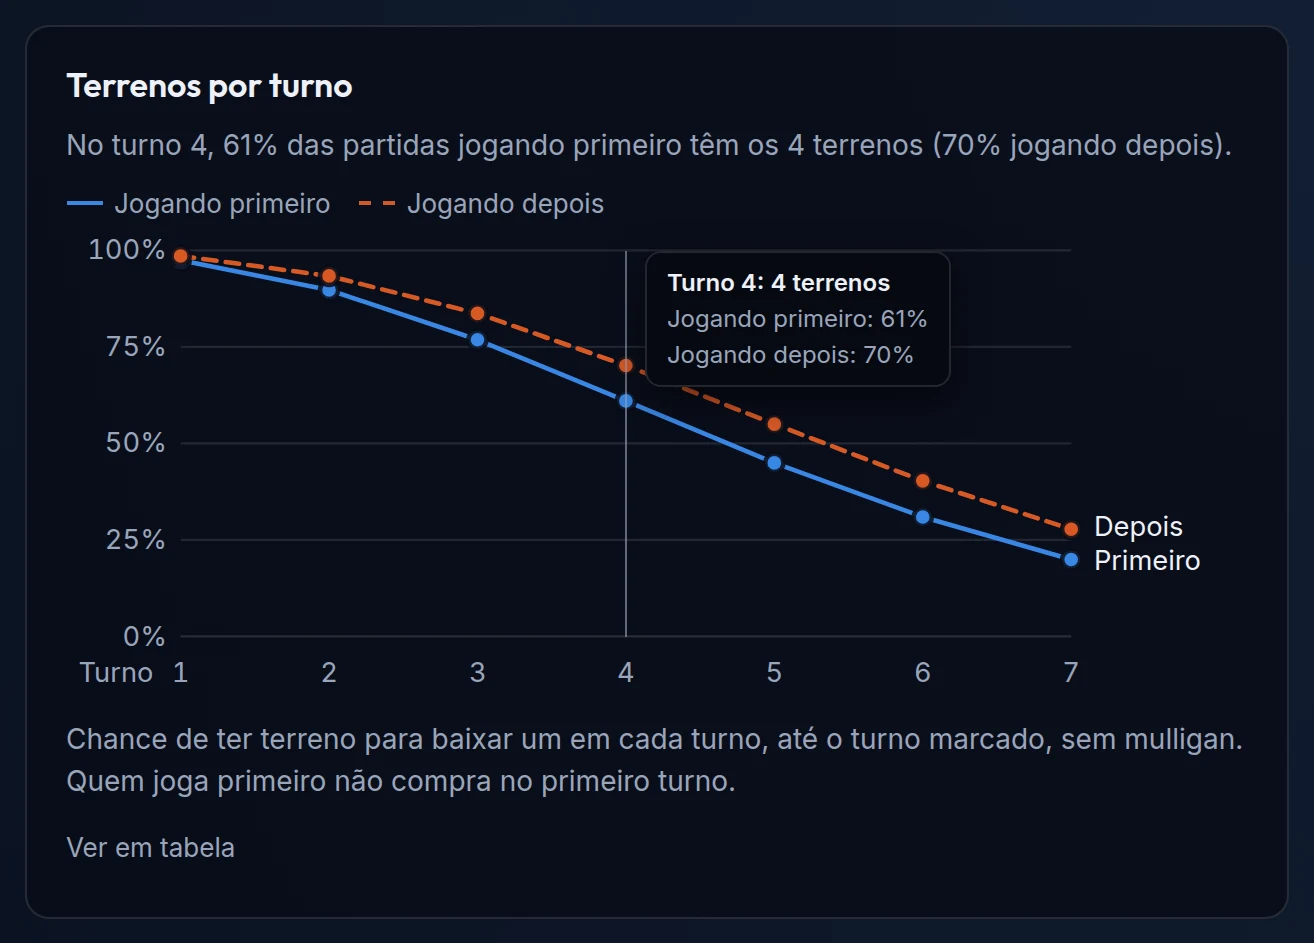 Terrenos por turno
No turno 4, 61% das partidas jogando primeiro têm os 4 terrenos (70% jogando depois).
Jogando primeiro
Jogando depois
100%
Turno 4: 4 terrenos
Jogando primeiro: 61%
Jogando depois: 70%
75%
50%
25%
Depois
Primeiro
0%
Turno 1 2 3 4 5 6 7
Chance de ter terreno para baixar um em cada turno, até o turno marcado, sem mulligan.
Quem joga primeiro não compra no primeiro turno.
Ver em tabela